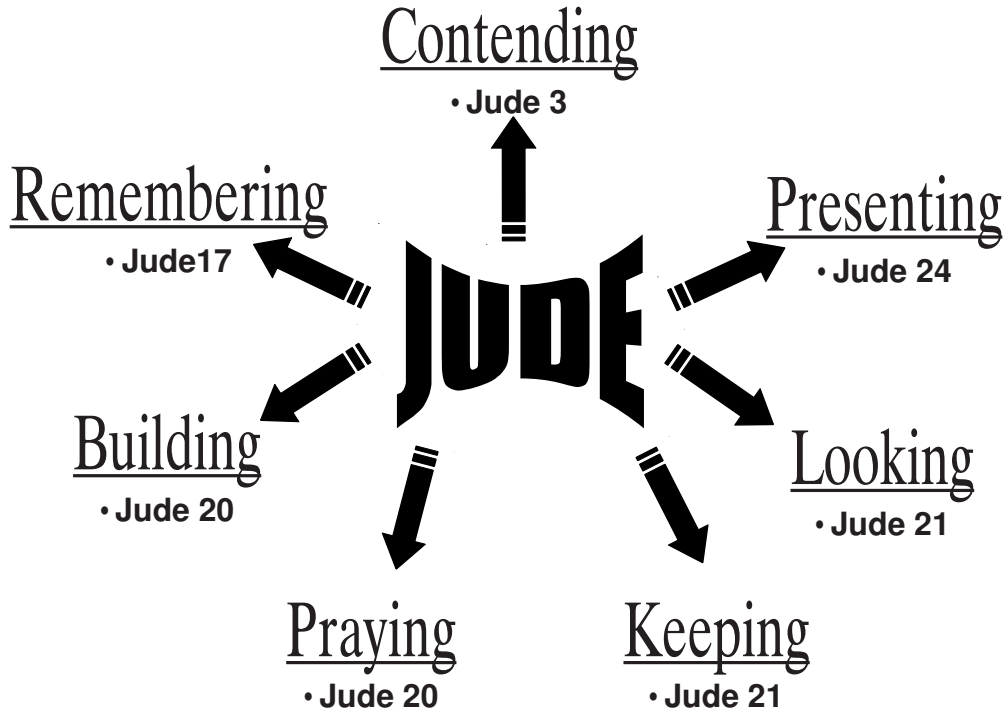 Contending
• Jude 3
Remembering
• Jude17
Presenting
• Jude 24
JUDE
Building
• Jude 20
Looking
• Jude 21
Praying
• Jude 20
Keeping
• Jude 21